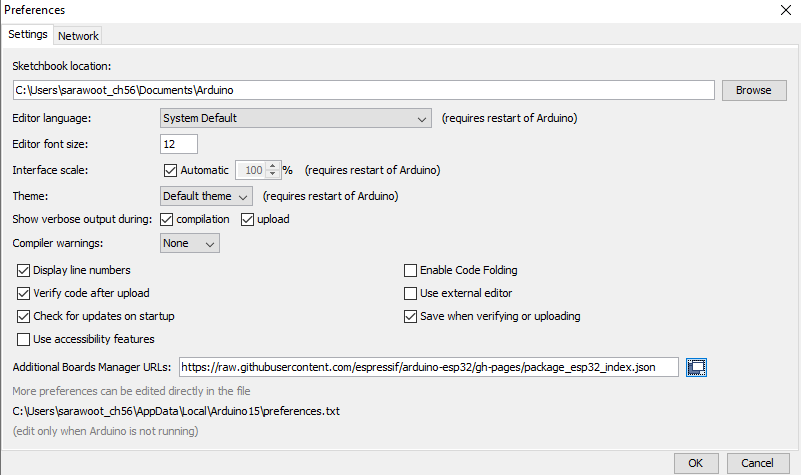 Preferences
Settings Network
Sketchbook location:
C:\Users\sarawoot_ch56\Documents\Arduino Browse
Editor language: System Default (requires restart of Arduino)
Editor font size: 12
Interface scale: Automatic 100 % (requires restart of Arduino)
Theme: Default theme (requires restart of Arduino)
Show verbose output during: compilation upload
Compiler warnings: None
Display line numbers Enable Code Folding
Verify code after upload Use external editor
Check for updates on startup Save when verifying or uploading
Use accessibility features
Additional Boards Manager URLs: https://raw.githubusercontent.com/espressif/arduino-esp32/gh-pages/package_esp32_index.json
More preferences can be edited directly in the file
C:\Users\sarawoot_ch56\AppData\Local\Arduino15\preferences.txt
(edit only when Arduino is not running)
OK Cancel